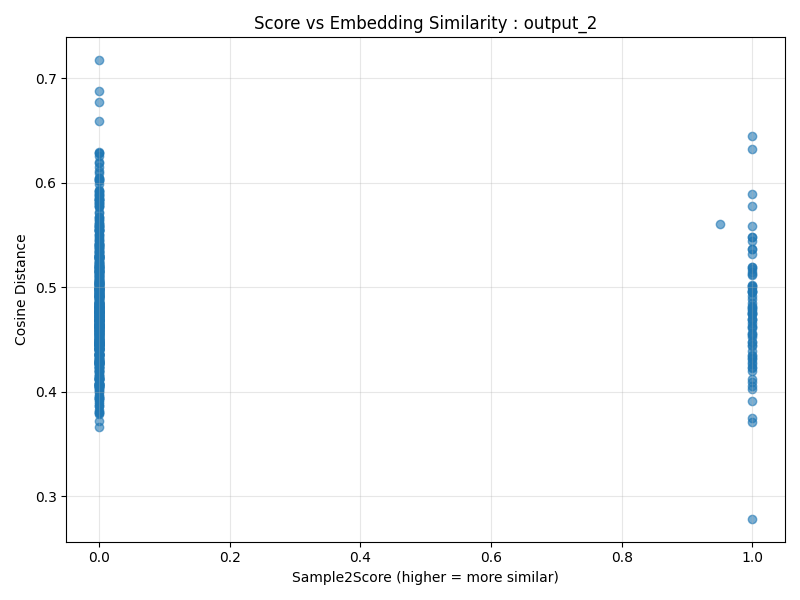 Score vs Embedding Similarity : output_2
Cosine Distance
0.7
0.6
0.5
0.4
0.3
0.0 0.2 0.4 0.6 0.8 1.0
Sample2Score (higher = more similar)